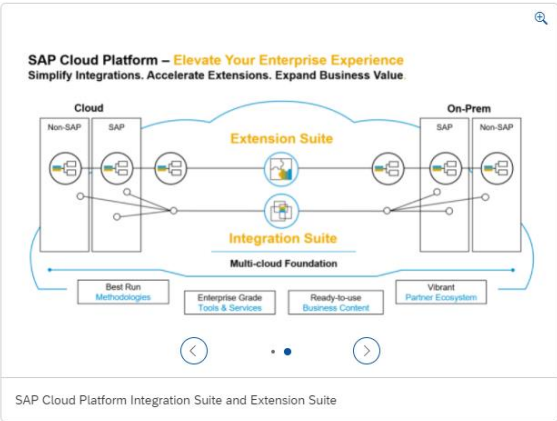 SAP Cloud Platform – Elevate Your Enterprise Experience
Simplify Integrations. Accelerate Extensions. Expand Business Value
Cloud
On-Prem
Non-SAP
SAP
SAP
Non-SAP
Extension Suite
Integration Suite
Multi-cloud Foundation
Best Run
Methodologies
Enterprise Grade
Tools & Services
Ready-to-use
Business Content
Vibrant
Partner Ecosystem
SAP Cloud Platform Integration Suite and Extension Suite